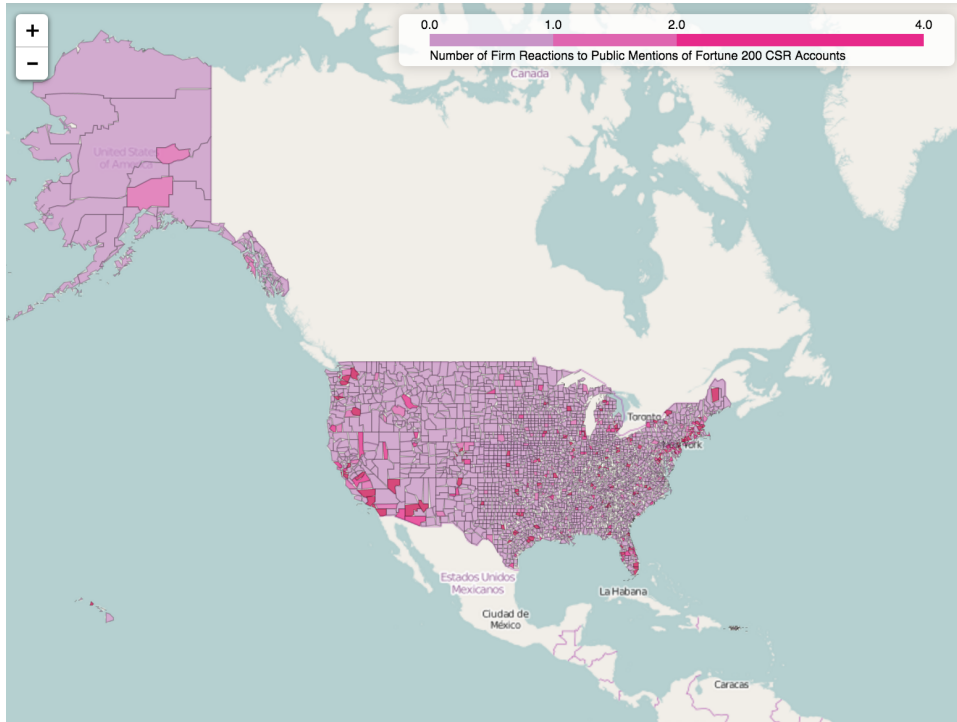 +
−
0.0 1.0 2.0 4.0
Number of Firm Reactions to Public Mentions of Fortune 200 CSR Accounts
Canada
United States
of America
Toronto
New York
Estados Unidos
Mexicanos
La Habana
Ciudad de
México
Caracas